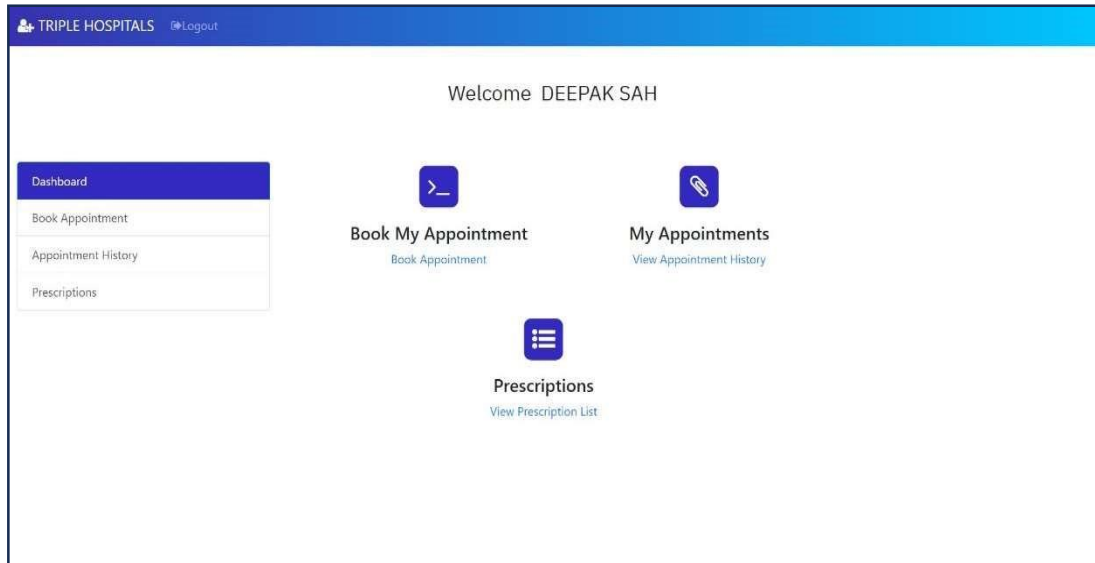 TRIPLE HOSPITALS Logout
Welcome DEEPAK SAH
Dashboard
Book Appointment
Appointment History
Prescriptions
Book My Appointment
Book Appointment
My Appointments
View Appointment History
Prescriptions
View Prescription List